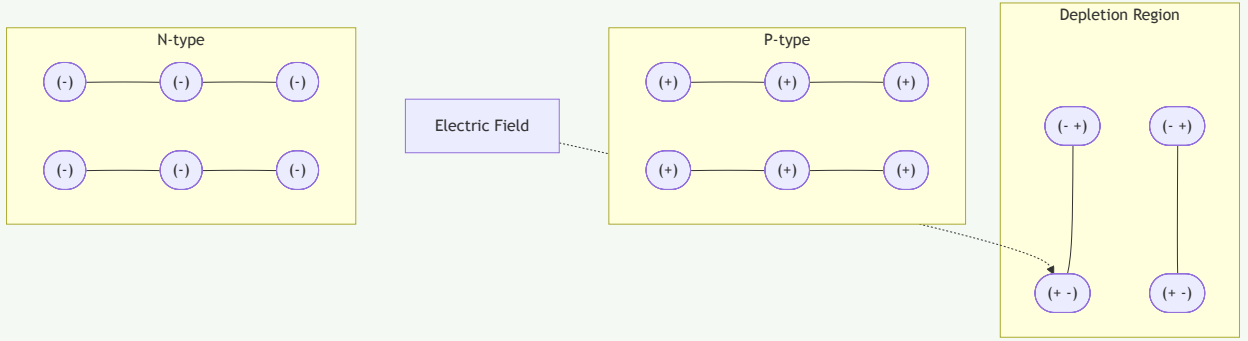 N-type
(-) (-) (-)
(-) (-) (-)
Electric Field
P-type
(+) (+) (+)
(+) (+) (+)
Depletion Region
(- +) (- +)
(+ -) (+ -)